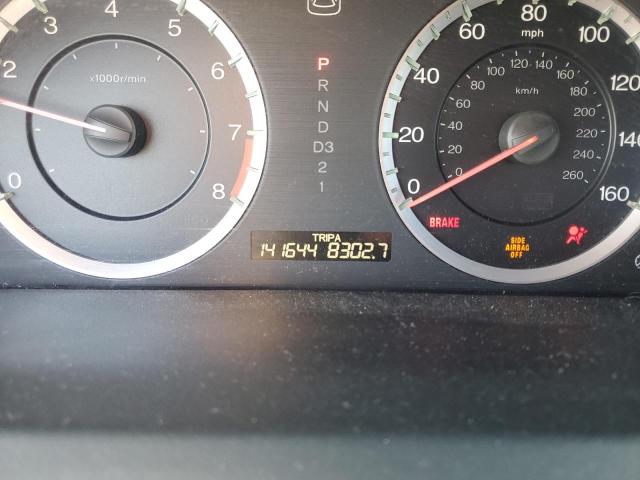 2 3 4 5 6 7 8 0
x1000r/min
P
R
N
D
D3
2
1
0 20 40 60 80 100 120 140 160
mph
0 20 40 60 80 100 120 140 160 180 200 220 240 260
km/h
BRAKE
SIDE
AIRBAG
OFF
TRIP A
141644 8302.7